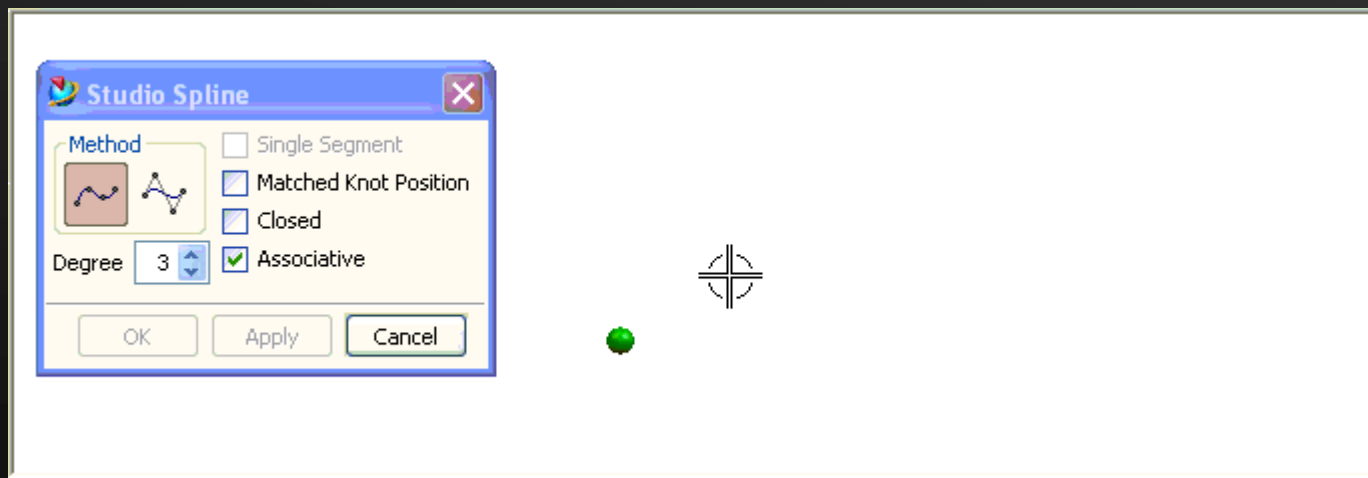 Studio Spline
Method
Single Segment
Matched Knot Position
Closed
Degree 3
Associative
OK Apply Cancel